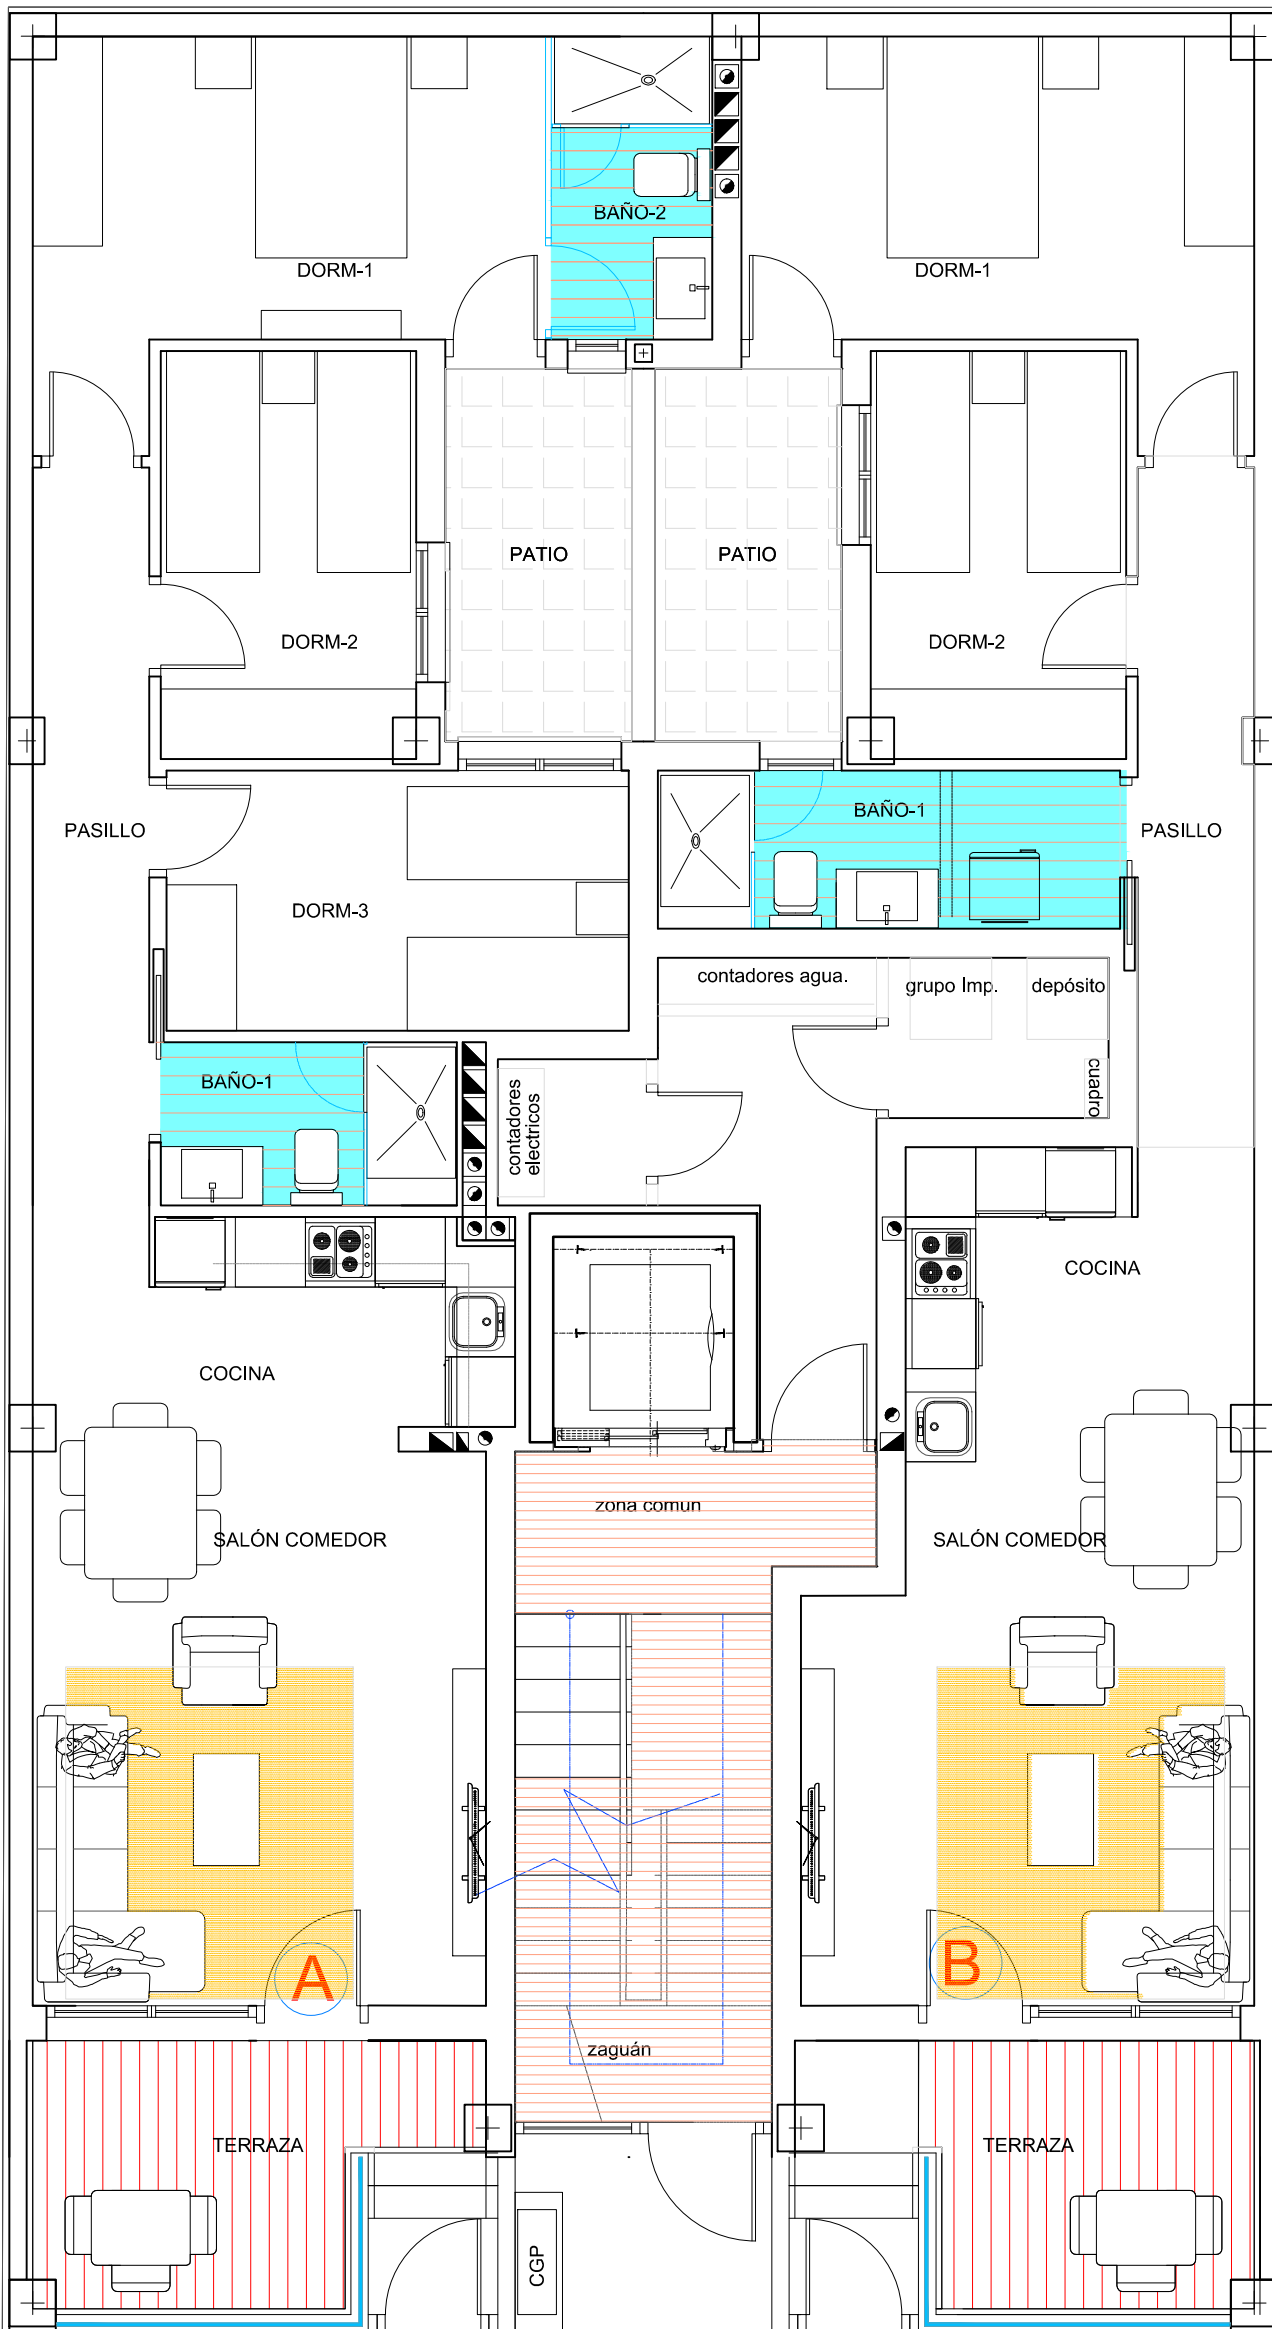 BAÑO-2
DORM-1
DORM-1
PATIO
PATIO
DORM-2
DORM-2
BAÑO-1
PASILLO
PASILLO
DORM-3
contadores agua.
grupo Imp.
depósito
cuadro
BAÑO-1
contadores
electricos
COCINA
COCINA
zona comun
SALÓN COMEDOR
SALÓN COMEDOR
A
B
zaguán
TERRAZA
TERRAZA
CGP